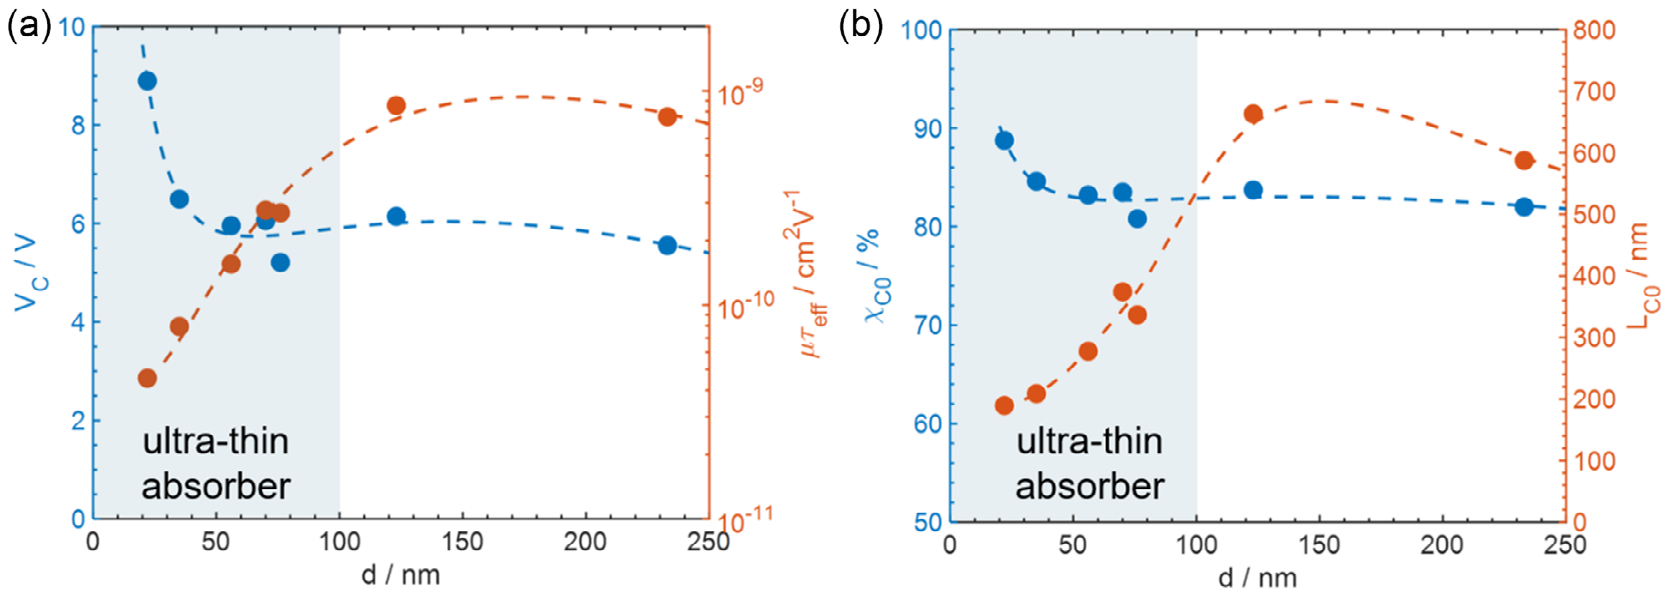 (a)
10
8
6
4
2
0
V_C / V
ultra-thin
absorber
0 50 100 150 200 250
d / nm
10^-9
10^-10
10^-11
μτ_eff / cm^2V^-1
(b)
100
90
80
70
60
50
χ_C0 / %
ultra-thin
absorber
0 50 100 150 200 250
d / nm
800
700
600
500
400
300
200
100
0
L_C0 / nm